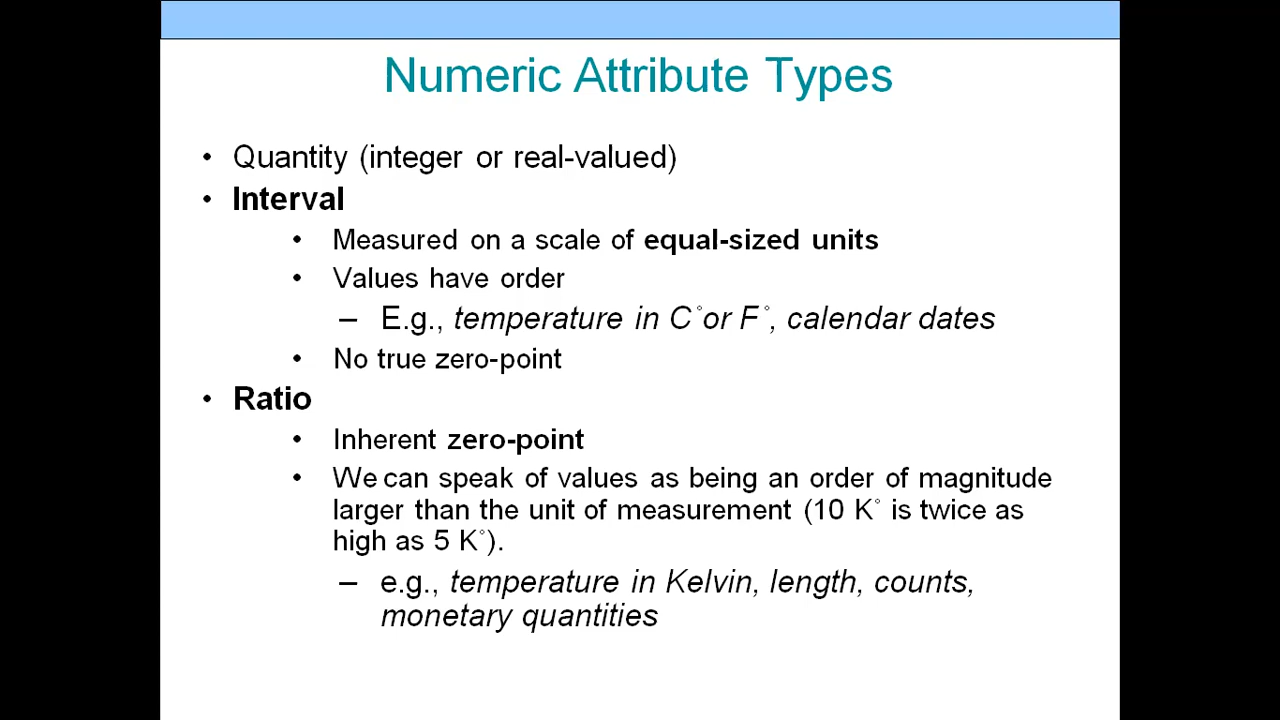 Numeric Attribute Types
• Quantity (integer or real-valued)
• Interval
• Measured on a scale of equal-sized units
• Values have order
– E.g., temperature in C˚or F˚, calendar dates
• No true zero-point
• Ratio
• Inherent zero-point
• We can speak of values as being an order of magnitude
larger than the unit of measurement (10 K˚ is twice as
high as 5 K˚).
– e.g., temperature in Kelvin, length, counts,
monetary quantities